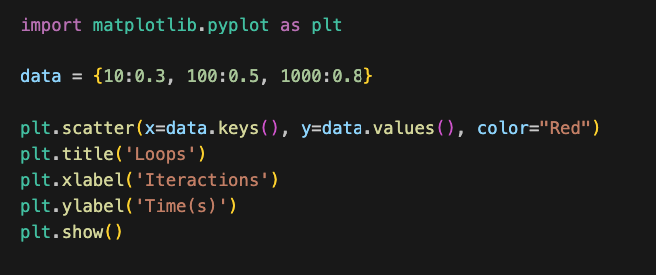 import matplotlib.pyplot as plt
data = {10:0.3, 100:0.5, 1000:0.8}
plt.scatter(x=data.keys(), y=data.values(), color="Red")
plt.title('Loops')
plt.xlabel('Iteractions')
plt.ylabel('Time(s)')
plt.show()